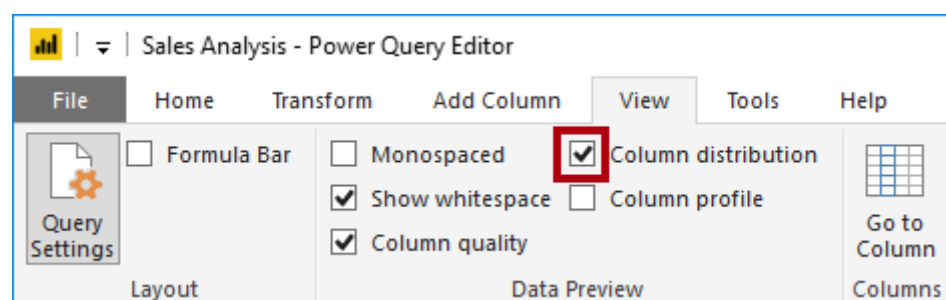 Sales Analysis - Power Query Editor
File Home Transform Add Column View Tools Help
Formula Bar Monospaced Column distribution
Show whitespace Column profile
Query Settings Column quality Go to Column
Layout Data Preview Columns